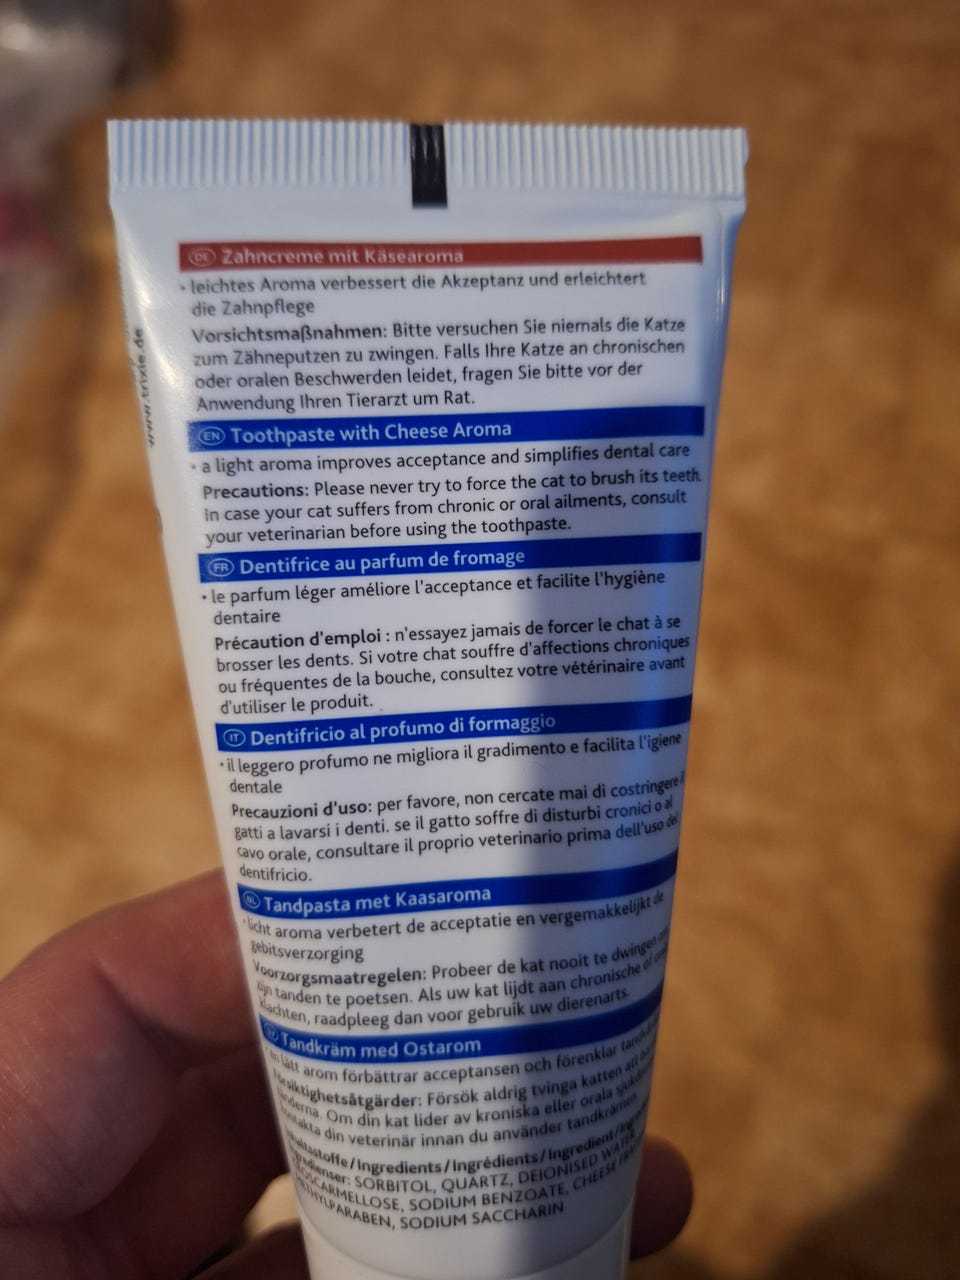 DE Zahncreme mit Käsearoma
• leichtes Aroma verbessert die Akzeptanz und erleichtert
die Zahnpflege
Vorsichtsmaßnahmen: Bitte versuchen Sie niemals die Katze
zum Zähneputzen zu zwingen. Falls Ihre Katze an chronischen
oder oralen Beschwerden leidet, fragen Sie bitte vor der
Anwendung Ihren Tierarzt um Rat.
EN Toothpaste with Cheese Aroma
• a light aroma improves acceptance and simplifies dental care
Precautions: Please never try to force the cat to brush its teeth.
In case your cat suffers from chronic or oral ailments, consult
your veterinarian before using the toothpaste.
FR Dentifrice au parfum de fromage
• le parfum léger améliore l'acceptance et facilite l'hygiène
dentaire
Précaution d'emploi : n'essayez jamais de forcer le chat à se
brosser les dents. Si votre chat souffre d'affections chroniques
ou fréquentes de la bouche, consultez votre vétérinaire avant
d'utiliser le produit.
IT Dentifricio al profumo di formaggio
• il leggero profumo ne migliora il gradimento e facilita l'igiene
dentale
Precauzioni d'uso: per favore, non cercate mai di costringere
gatti a lavarsi i denti. se il gatto soffre di disturbi cronici o al
cavo orale, consultare il proprio veterinario prima dell'uso del
dentifricio.
NL Tandpasta met Kaasaroma
• licht aroma verbetert de acceptatie en vergemakkelijkt de
gebitsverzorging
Voorzorgsmaatregelen: Probeer de kat nooit te dwingen
zijn tanden te poetsen. Als uw kat lijdt aan chronische of
klachten, raadpleeg dan voor gebruik uw dierenarts.
Tandkräm med Ostarom
lätt arom förbättrar acceptansen och förenklar
Försiktighetsåtgärder: Försök aldrig tvinga katten att
Om din kat lider av kroniska eller orala
kontakta din veterinär innan du använder tandkrämen.
Inhaltsstoffe/Ingredients/Ingrédients/Ingredienti/
SORBITOL, QUARTZ, DEIONISED
SODIUM BENZOATE, CHEESE
SODIUM SACCHARIN
www.trixie.de